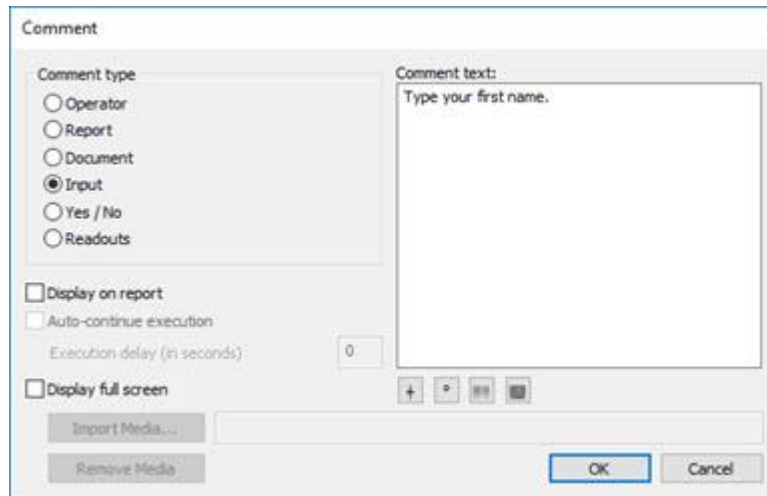 Comment
Comment type
Operator
Report
Document
Input
Yes / No
Readouts
Display on report
Auto-continue execution
Execution delay (in seconds)
0
Display full screen
Import Media...
Remove Media
Comment text:
Type your first name.
OK
Cancel